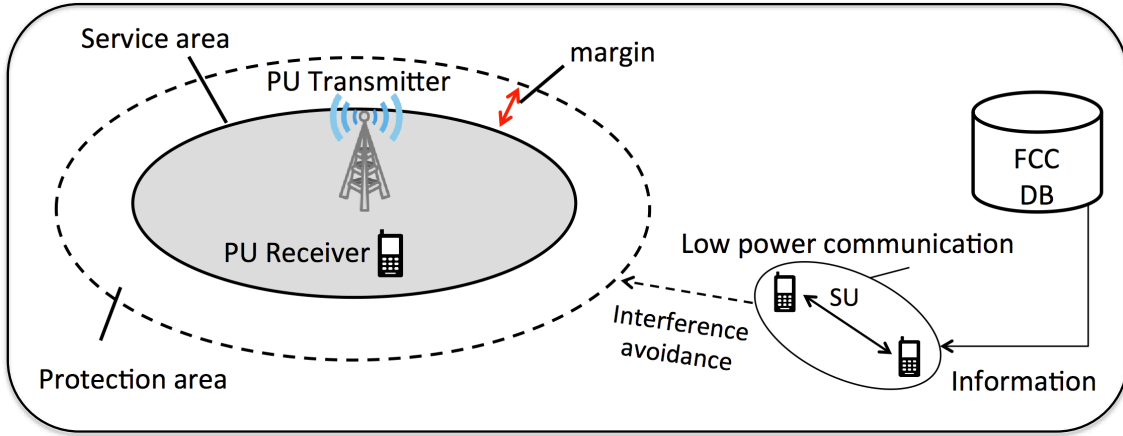 Service area
margin
PU Transmitter
FCC
DB
PU Receiver
Low power communication
SU
Interference
avoidance
Protection area
Information